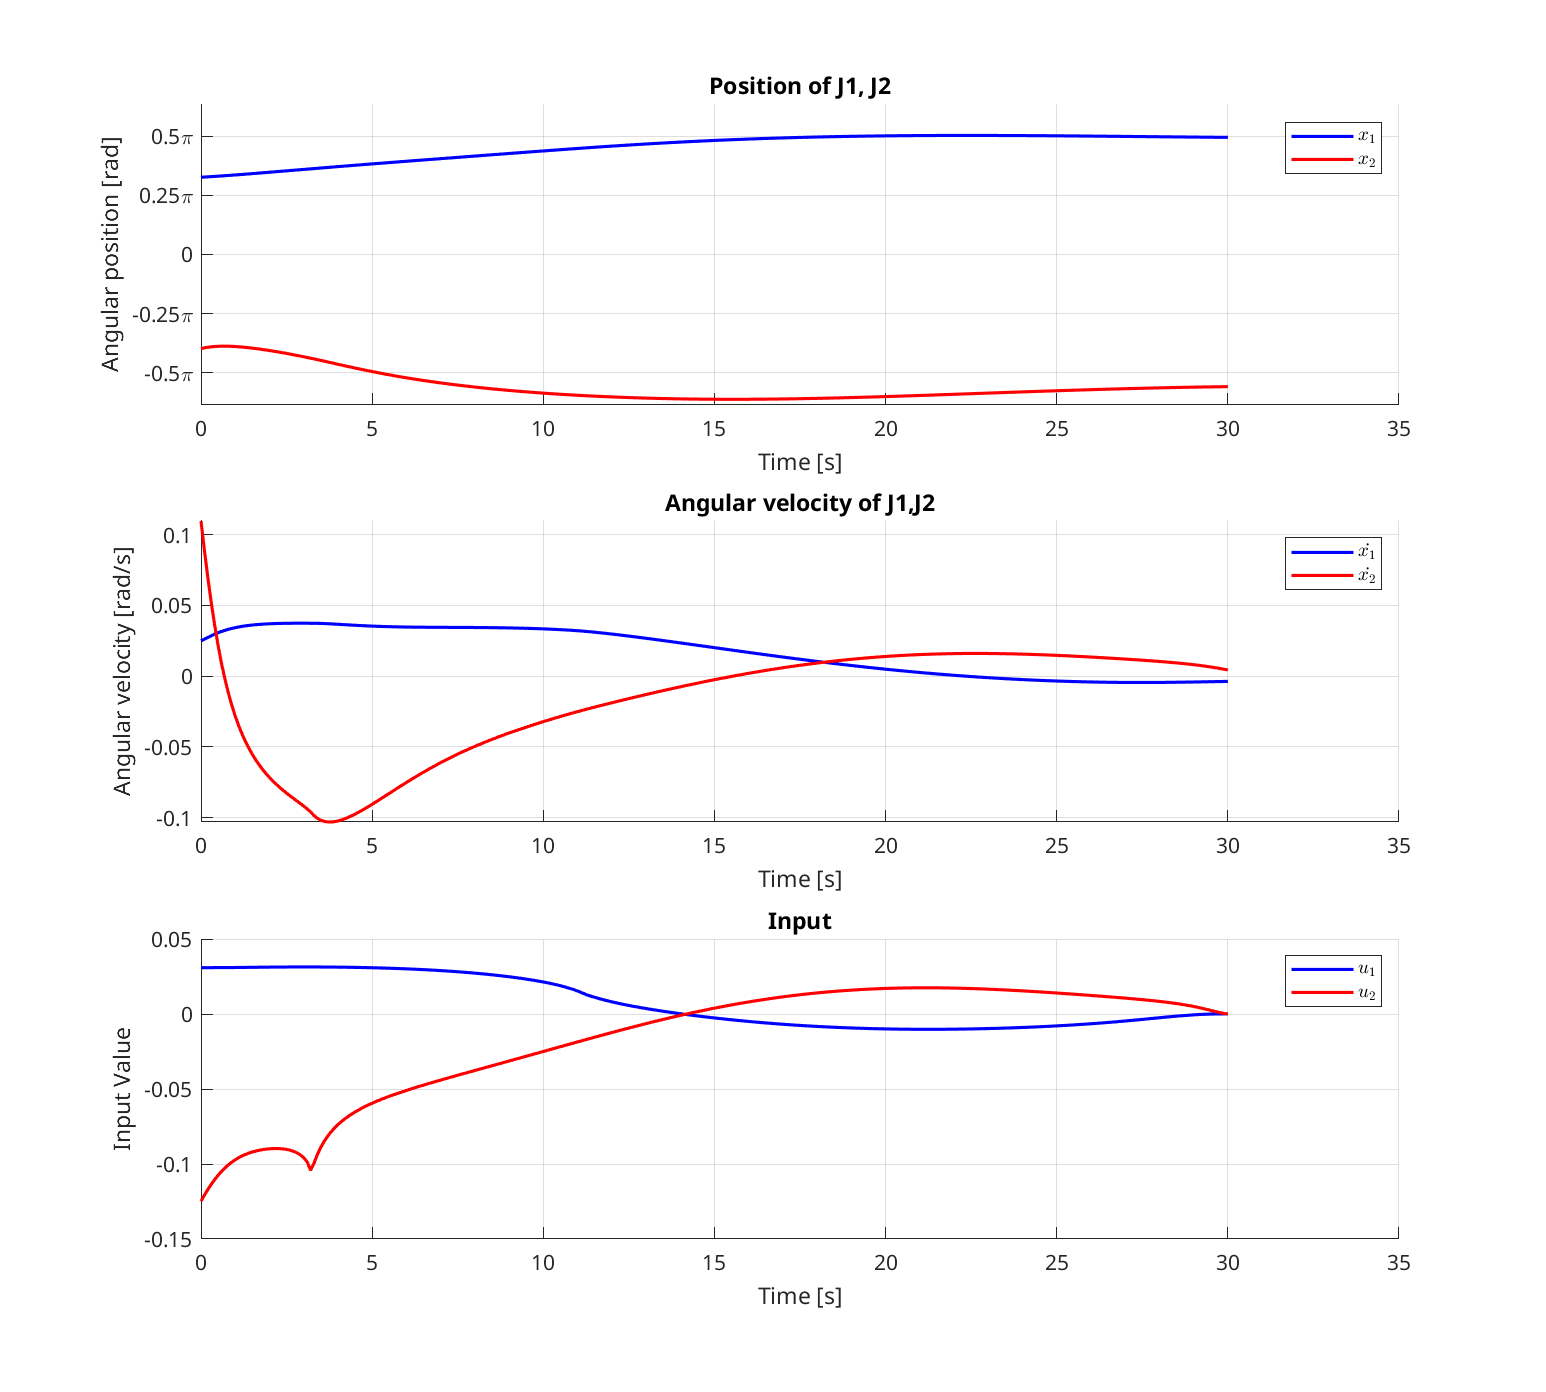 Position of J1, J2
Angular position [rad]
0.5π
0.25π
0
-0.25π
-0.5π
x₁
x₂
0 5 10 15 20 25 30 35
Time [s]
Angular velocity of J1,J2
Angular velocity [rad/s]
0.1
0.05
0
-0.05
-0.1
ẋ₁
ẋ₂
0 5 10 15 20 25 30 35
Time [s]
Input
Input Value
0.05
0
-0.05
-0.1
-0.15
u₁
u₂
0 5 10 15 20 25 30 35
Time [s]